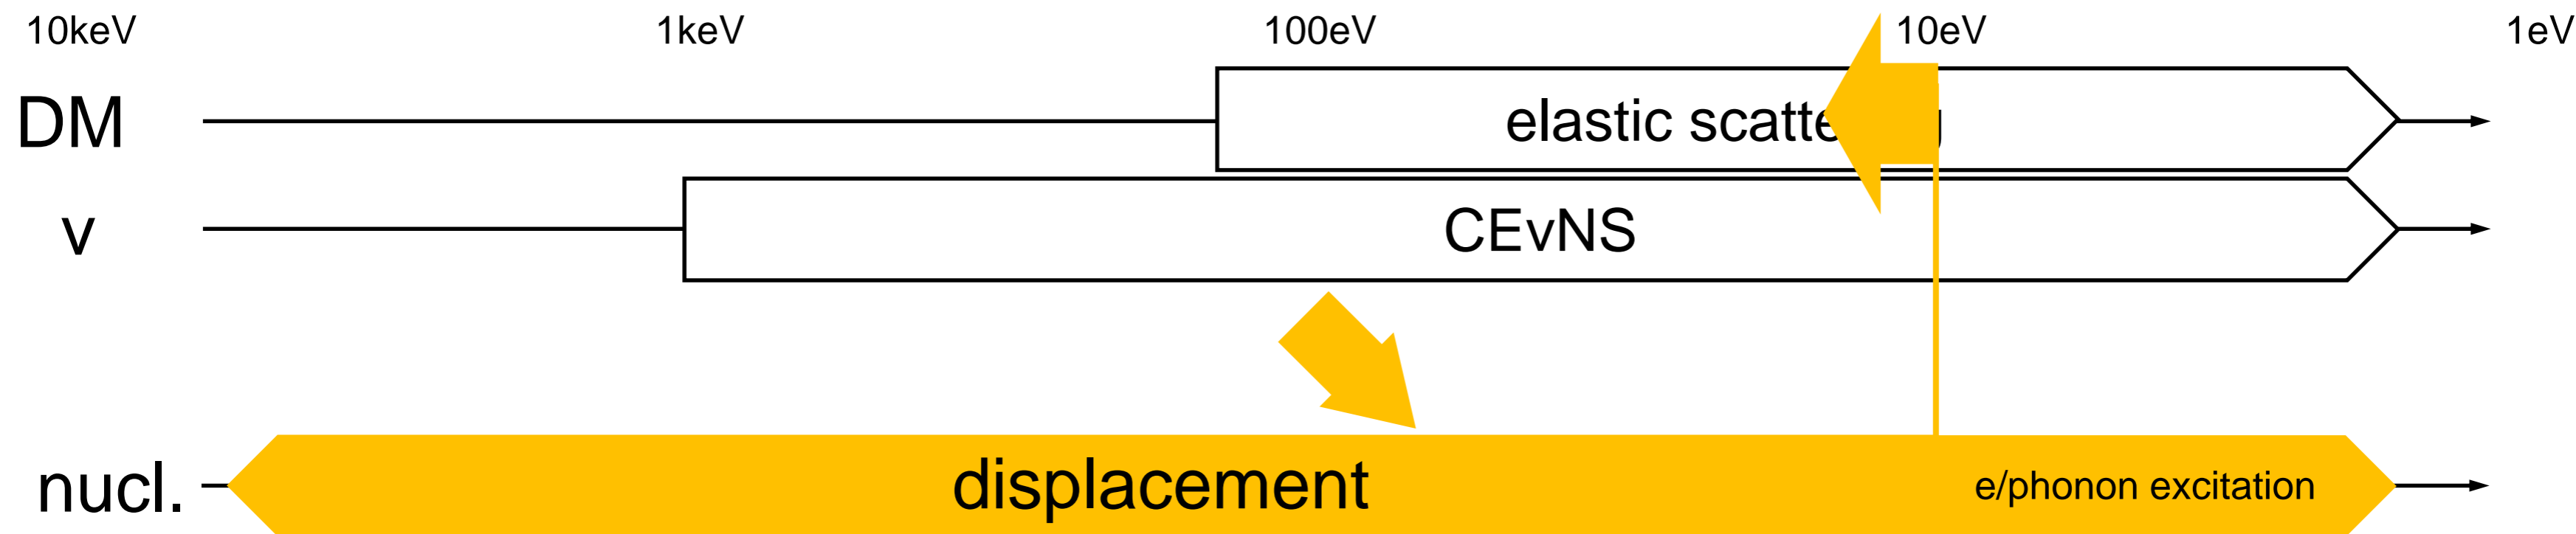 10keV 1keV 100eV 10eV 1eV
DM elastic scatte
ν CEνNS
nucl. displacement e/phonon excitation